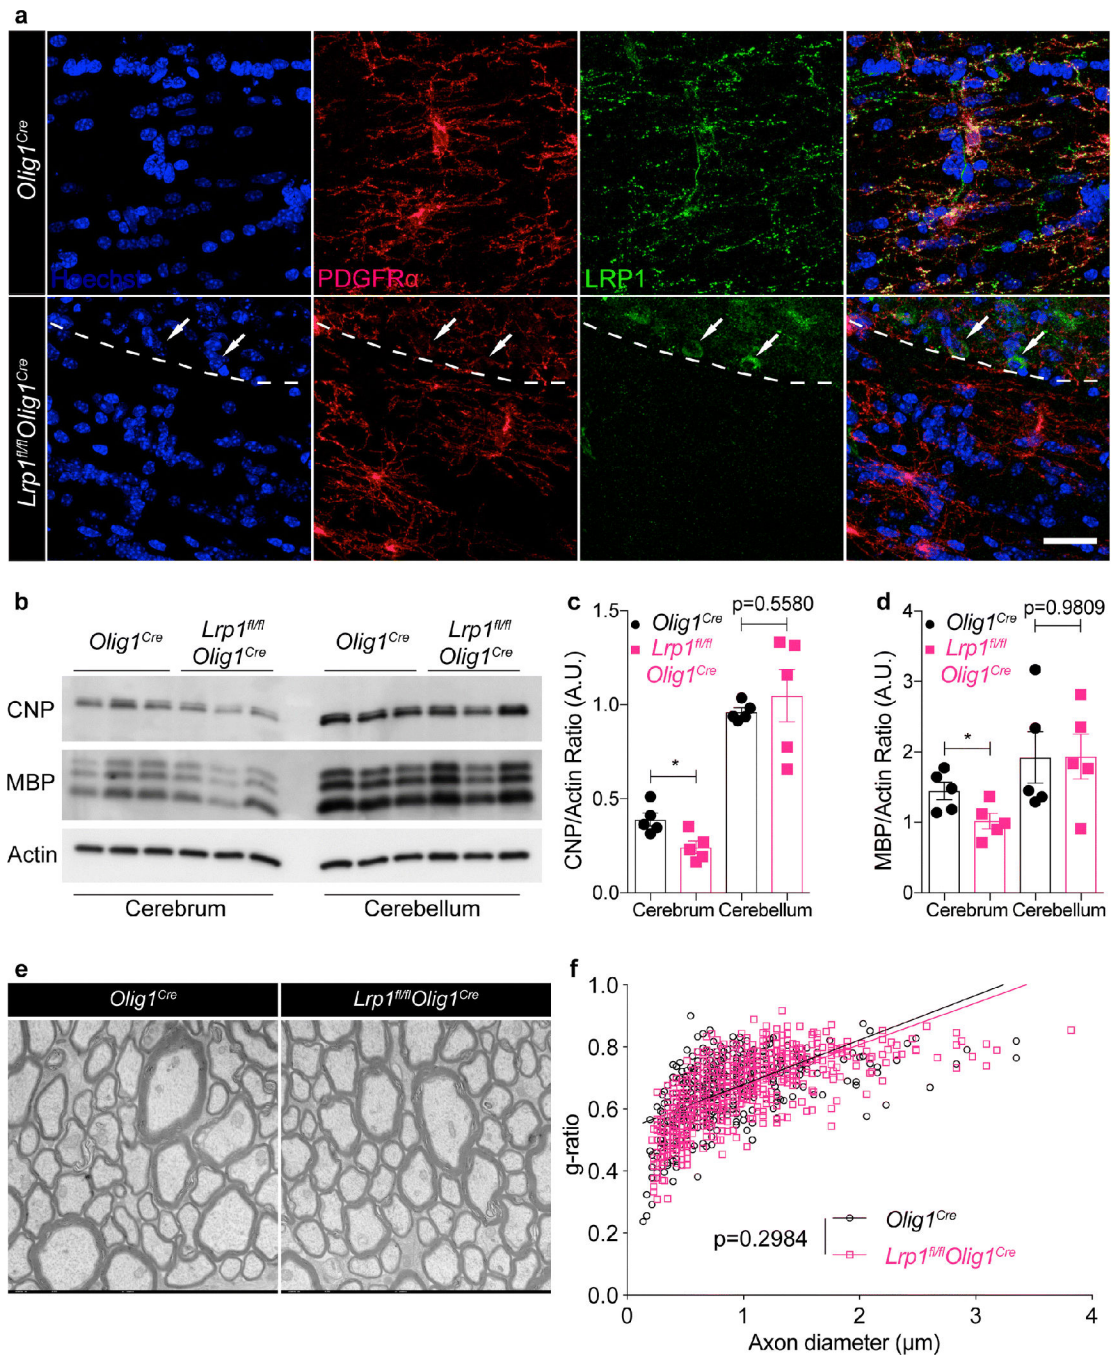 a
Olig1Cre
Hoechst
PDGFRα
LRP1
Lrp1fl/flOlig1Cre
b
Olig1Cre
Lrp1fl/fl
Olig1Cre
Olig1Cre
Lrp1fl/fl
Olig1Cre
CNP
MBP
Actin
Cerebrum
Cerebellum
c
CNP/Actin Ratio (A.U.)
1.5
1.0
0.5
0.0
Olig1Cre
Lrp1fl/fl
Olig1Cre
p=0.5580
*
Cerebrum
Cerebellum
d
MBP/Actin Ratio (A.U.)
4
3
2
1
0
Olig1Cre
Lrp1fl/fl
Olig1Cre
p=0.9809
*
Cerebrum
Cerebellum
e
Olig1Cre
Lrp1fl/flOlig1Cre
f
g-ratio
1.0
0.8
0.6
0.4
0.2
0.0
p=0.2984
Olig1Cre
Lrp1fl/flOlig1Cre
0
1
2
3
4
Axon diameter (μm)